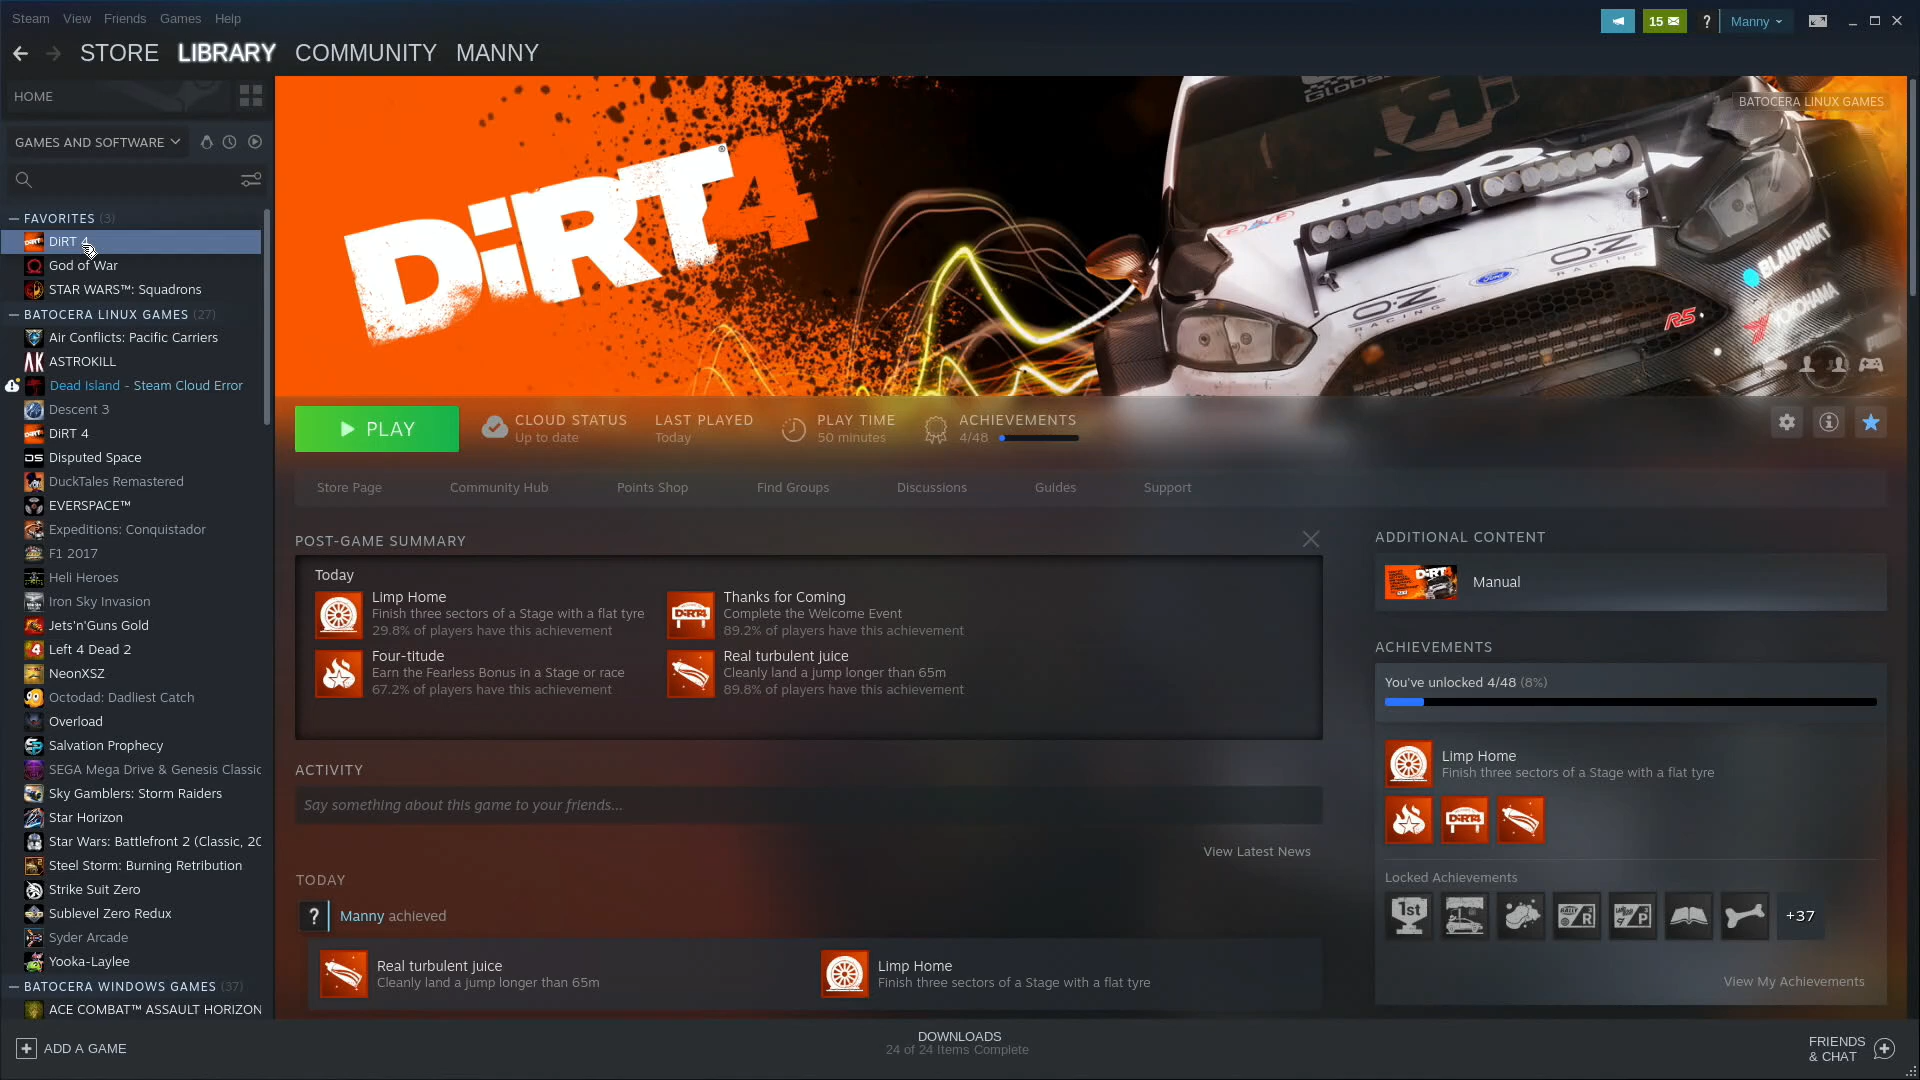 Steam View Friends Games Help
15 ? Manny
STORE LIBRARY COMMUNITY MANNY
HOME
GAMES AND SOFTWARE
FAVORITES (3)
DiRT 4
God of War
STAR WARS™: Squadrons
BATOCERA LINUX GAMES (27)
Air Conflicts: Pacific Carriers
ASTROKILL
Dead Island - Steam Cloud Error
Descent 3
DiRT 4
Disputed Space
DuckTales Remastered
EVERSPACE™
Expeditions: Conquistador
F1 2017
Heli Heroes
Iron Sky Invasion
Jets'n'Guns Gold
Left 4 Dead 2
NeonXSZ
Octodad: Dadliest Catch
Overload
Salvation Prophecy
SEGA Mega Drive & Genesis Classic
Sky Gamblers: Storm Raiders
Star Horizon
Star Wars: Battlefront 2 (Classic, 20
Steel Storm: Burning Retribution
Strike Suit Zero
Sublevel Zero Redux
Syder Arcade
Yooka-Laylee
BATOCERA WINDOWS GAMES (37)
ACE COMBAT™ ASSAULT HORIZON
ADD A GAME
BATOCERA LINUX GAMES
DiRT 4 ®
Global
O·Z RACING
Ford
O·Z RACING
RS
BLAUPUNKT
YOKOHAMA
PLAY
CLOUD STATUS
Up to date
LAST PLAYED
Today
PLAY TIME
50 minutes
ACHIEVEMENTS
4/48
Store Page Community Hub Points Shop Find Groups Discussions Guides Support
POST-GAME SUMMARY
Today
Limp Home
Finish three sectors of a Stage with a flat tyre
29.8% of players have this achievement
Thanks for Coming
Complete the Welcome Event
89.2% of players have this achievement
Four-titude
Earn the Fearless Bonus in a Stage or race
67.2% of players have this achievement
Real turbulent juice
Cleanly land a jump longer than 65m
89.8% of players have this achievement
ACTIVITY
Say something about this game to your friends...
View Latest News
TODAY
? Manny achieved
Real turbulent juice
Cleanly land a jump longer than 65m
Limp Home
Finish three sectors of a Stage with a flat tyre
ADDITIONAL CONTENT
Manual
ACHIEVEMENTS
You've unlocked 4/48 (8%)
Limp Home
Finish three sectors of a Stage with a flat tyre
Locked Achievements
1st
+37
View My Achievements
DOWNLOADS
24 of 24 Items Complete
FRIENDS
& CHAT